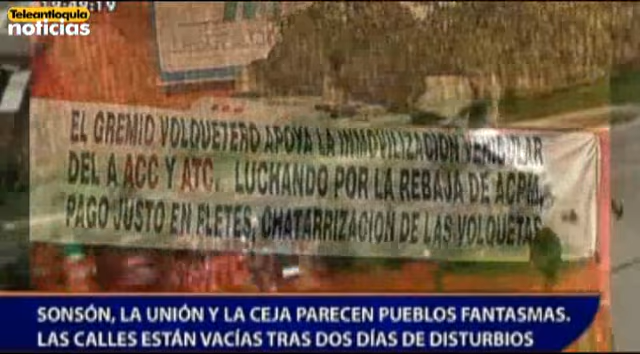 Teleantioquia
noticias
EL GREMIO VOLQUETERO APOYA LA INMOVILIZACION VEHICULAR
DEL A ACC Y ATC. LUCHANDO POR LA REBAJA DE ACPM,
PAGO JUSTO EN FLETES, CHATARRIZACION DE LAS VOLQUETAS
SONSÓN, LA UNIÓN Y LA CEJA PARECEN PUEBLOS FANTASMAS.
LAS CALLES ESTÁN VACÍAS TRAS DOS DÍAS DE DISTURBIOS